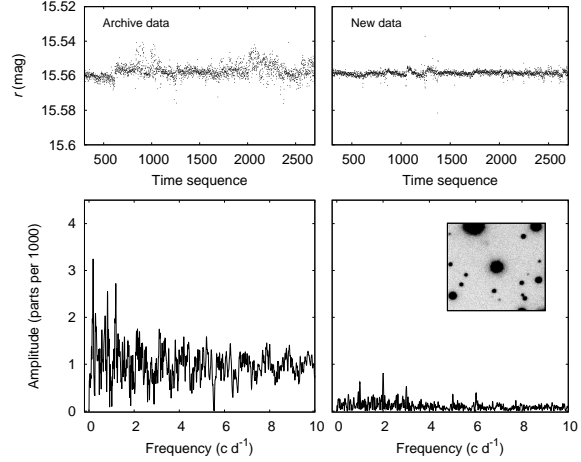 15.52
15.54
15.56
15.58
15.6
r (mag)
Archive data
New data
500 1000 1500 2000 2500
500 1000 1500 2000 2500
Time sequence
Time sequence
4
3
2
1
0
Amplitude (parts per 1000)
0 2 4 6 8 10
0 2 4 6 8 10
Frequency (c d⁻¹)
Frequency (c d⁻¹)